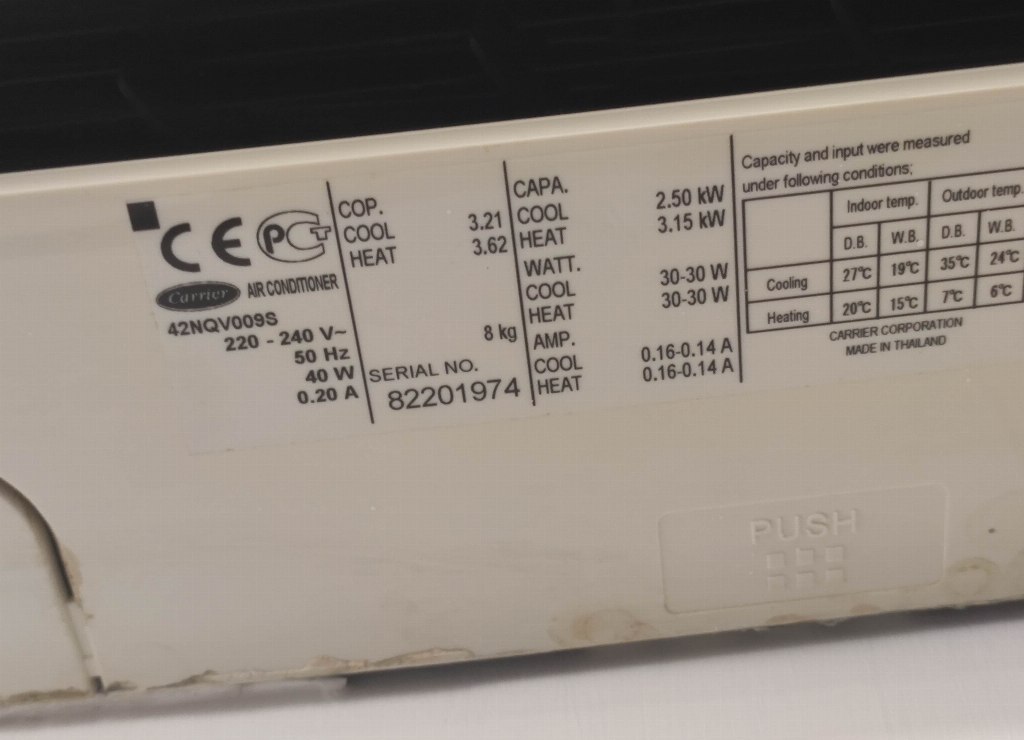 CE PCT
Carrier AIR CONDITIONER
42NQV009S
220 - 240 V~
50 Hz
40 W
0.20 A
COP.
COOL 3.21
HEAT 3.62
8 kg
SERIAL NO.
82201974
CAPA.
COOL 2.50 kW
HEAT 3.15 kW
WATT.
COOL 30-30 W
HEAT 30-30 W
AMP.
COOL 0.16-0.14 A
HEAT 0.16-0.14 A
Capacity and input were measured
under following conditions;
Indoor temp. Outdoor temp.
D.B. W.B. D.B. W.B.
Cooling 27°C 19°C 35°C 24°C
Heating 20°C 15°C 7°C 6°C
CARRIER CORPORATION
MADE IN THAILAND
PUSH